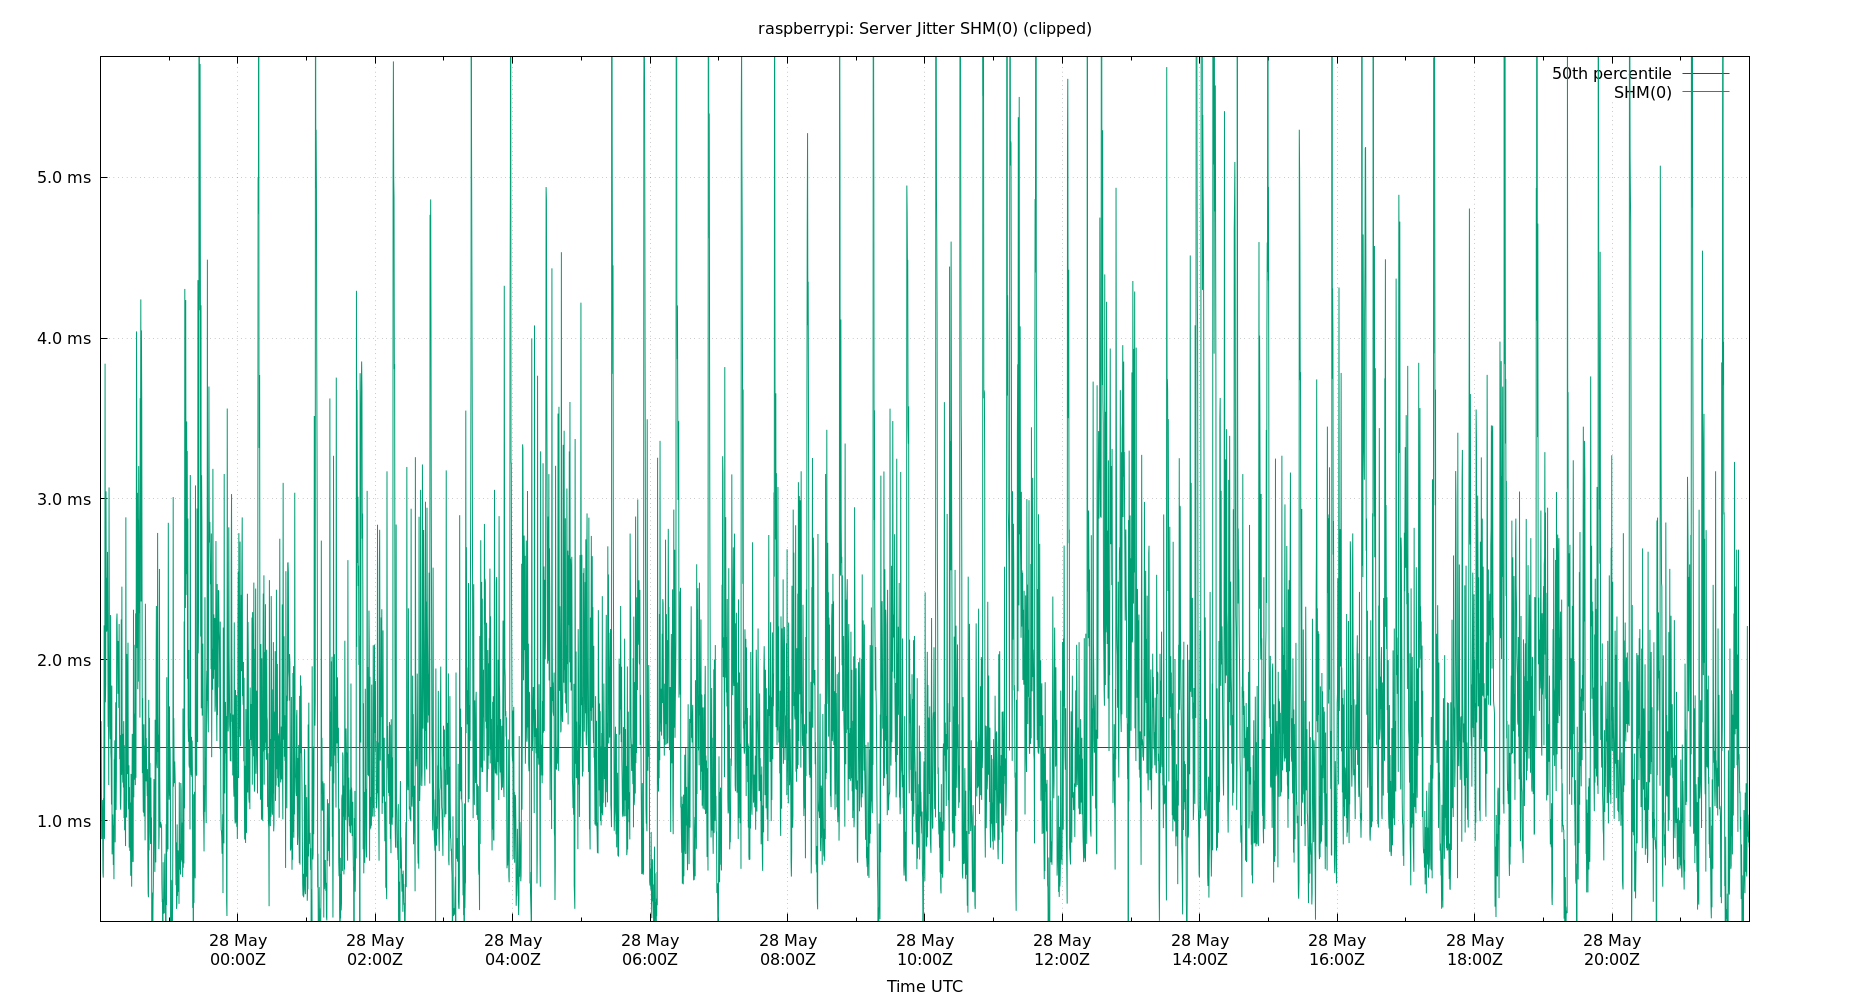 raspberrypi: Server Jitter SHM(0) (clipped)
50th percentile
SHM(0)
5.0 ms
4.0 ms
3.0 ms
2.0 ms
1.0 ms
28 May 28 May 28 May 28 May 28 May 28 May 28 May 28 May 28 May 28 May 28 May
00:00Z 02:00Z 04:00Z 06:00Z 08:00Z 10:00Z 12:00Z 14:00Z 16:00Z 18:00Z 20:00Z
Time UTC